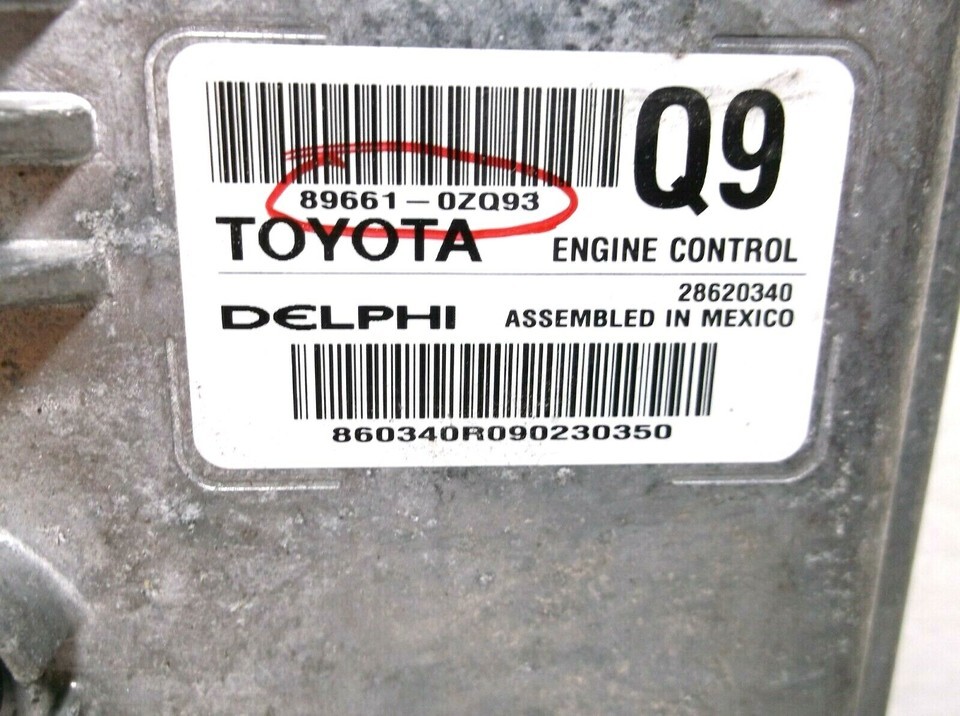 Q9
89661-0ZQ93
TOYOTA ENGINE CONTROL
28620340
DELPHI ASSEMBLED IN MEXICO
860340R090230350